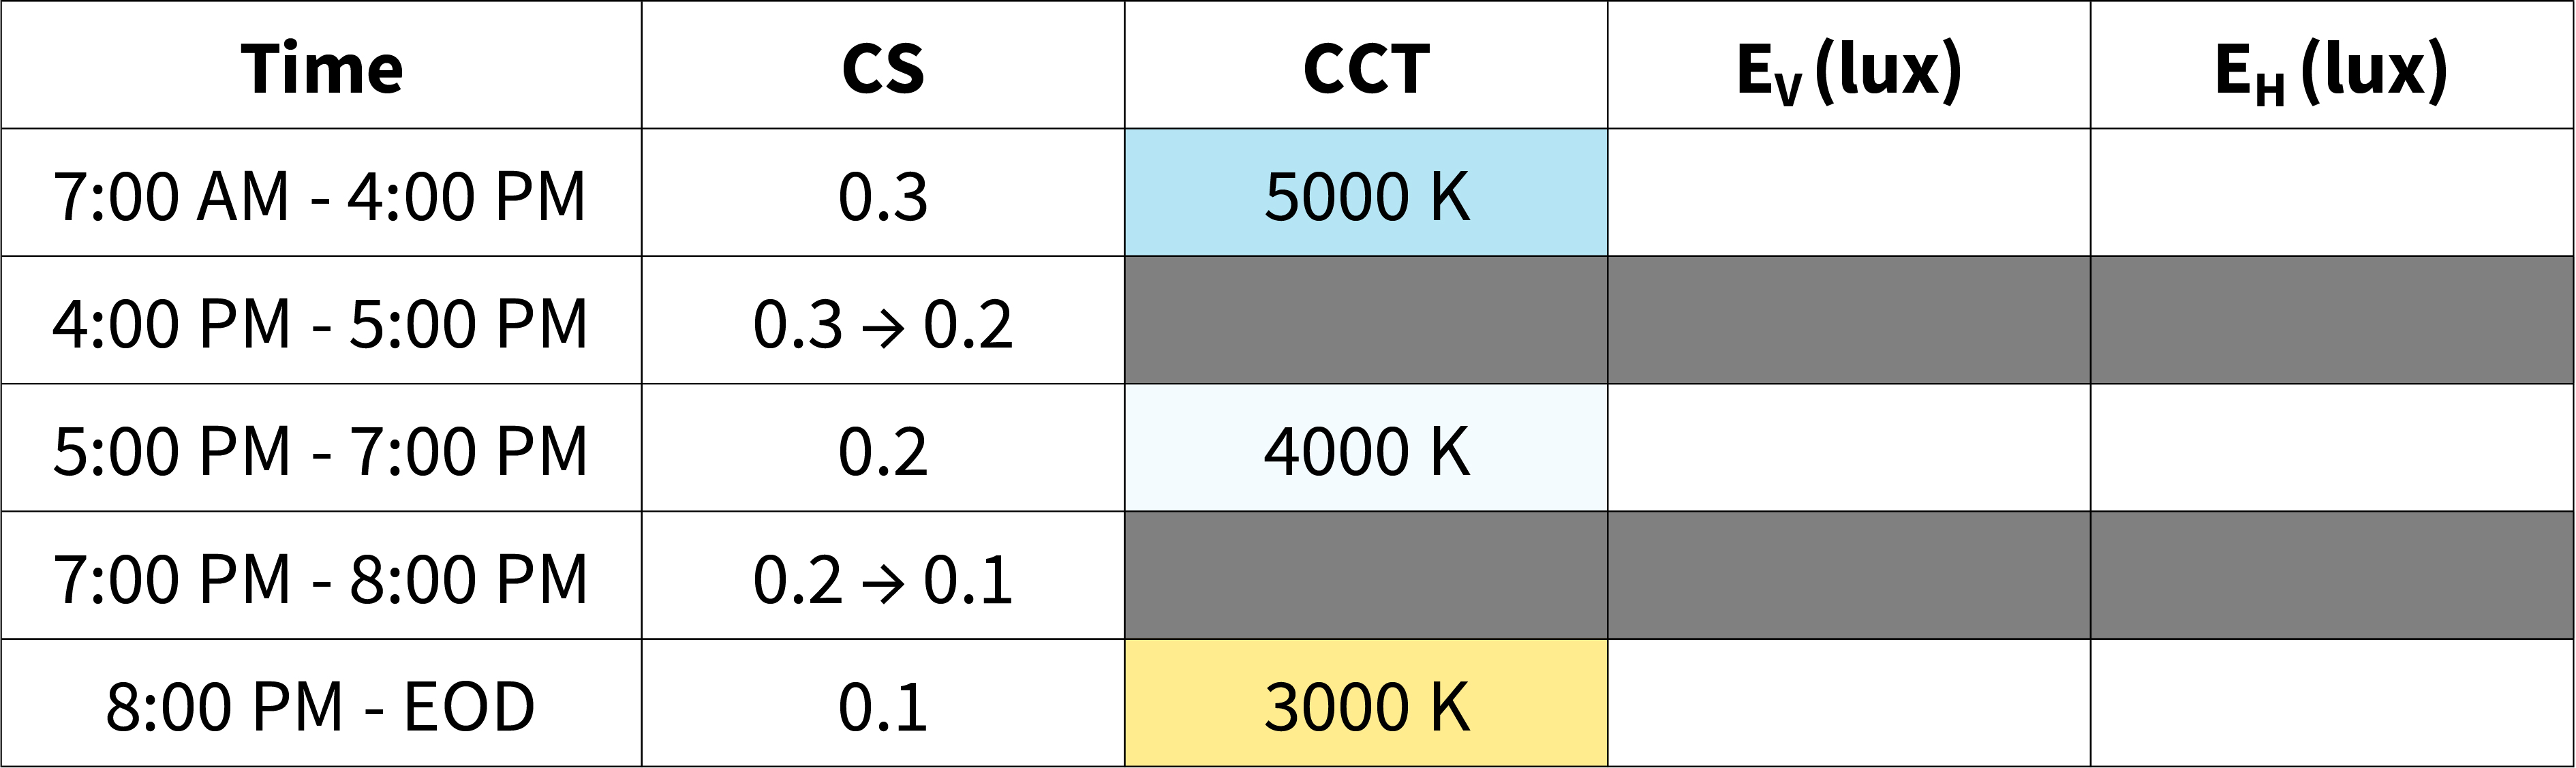 Time CS CCT EV (lux) EH (lux)
7:00 AM - 4:00 PM 0.3 5000 K
4:00 PM - 5:00 PM 0.3 → 0.2
5:00 PM - 7:00 PM 0.2 4000 K
7:00 PM - 8:00 PM 0.2 → 0.1
8:00 PM - EOD 0.1 3000 K